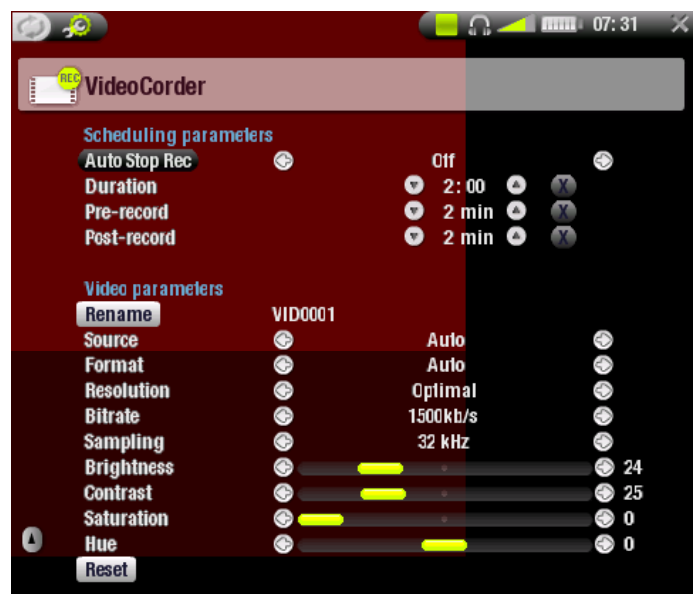 07:31
REC
VideoCorder
Scheduling parameters
Auto Stop Rec Off
Duration 2:00 X
Pre-record 2 min X
Post-record 2 min X
Video parameters
Rename VID0001
Source Auto
Format Auto
Resolution Optimal
Bitrate 1500kb/s
Sampling 32 kHz
Brightness 24
Contrast 25
Saturation 0
Hue 0
Reset